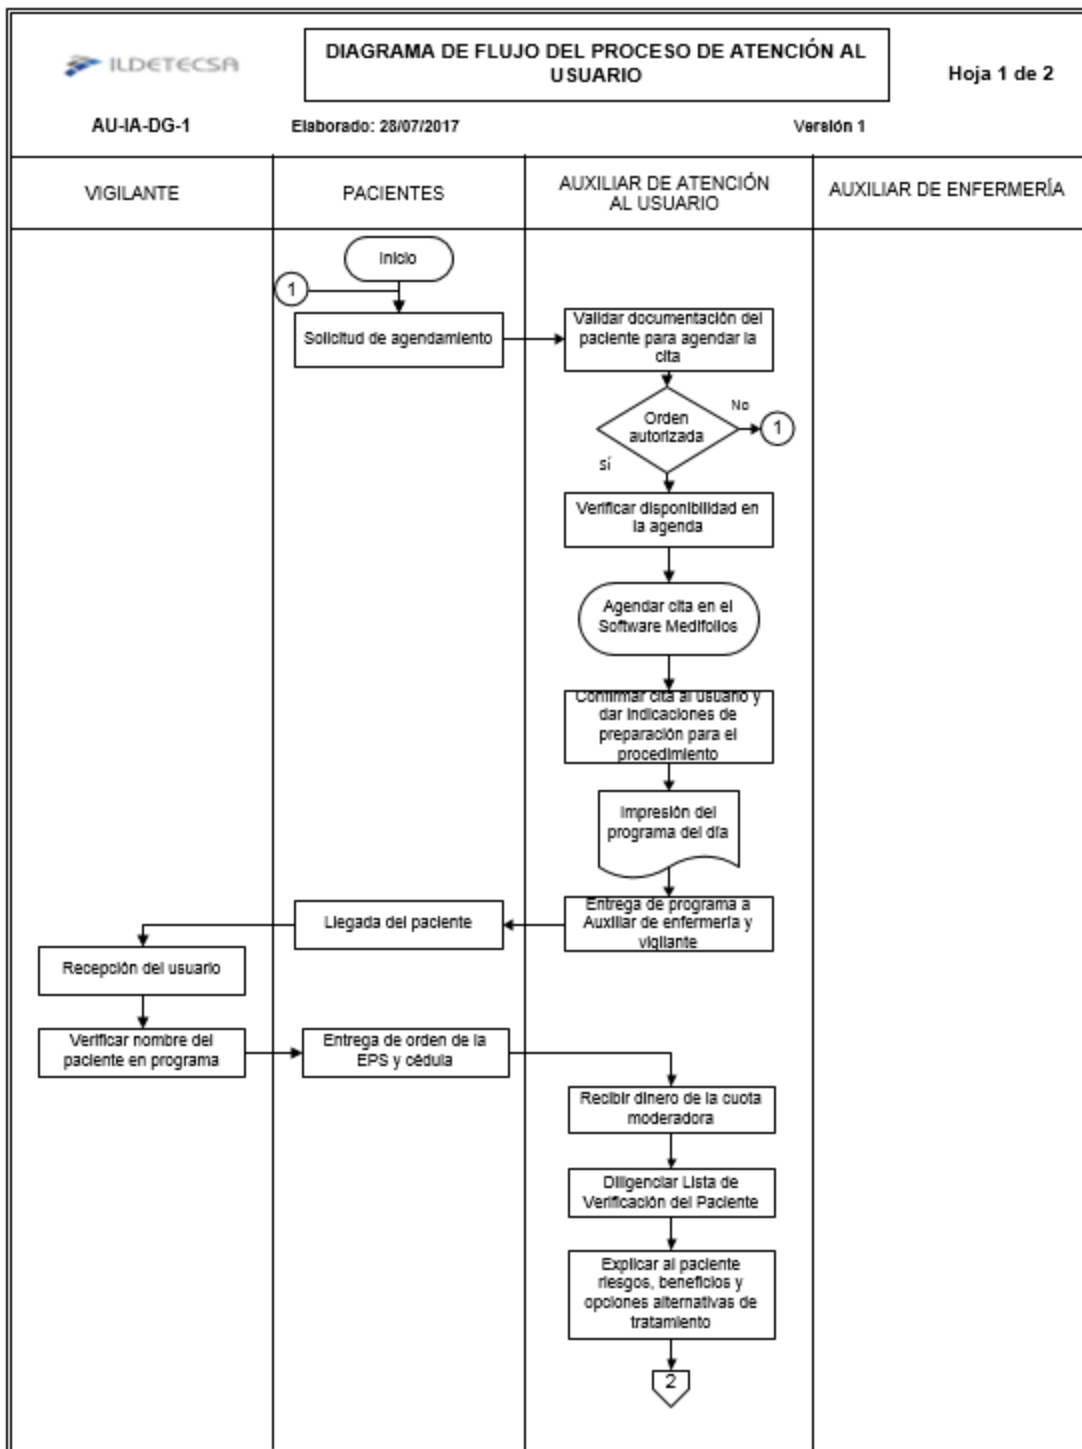 ILDETECSA
DIAGRAMA DE FLUJO DEL PROCESO DE ATENCIÓN AL
USUARIO
Hoja 1 de 2
AU-IA-DG-1
Elaborado: 28/07/2017
Versión 1
VIGILANTE
PACIENTES
AUXILIAR DE ATENCIÓN
AL USUARIO
AUXILIAR DE ENFERMERÍA
Inicio
1
Solicitud de agendamiento
Validar documentación del
paciente para agendar la
cita
Orden
autorizada
No
1
Sí
Verificar disponibilidad en
la agenda
Agendar cita en el
Software Medifolios
Confirmar cita al usuario y
dar indicaciones de
preparación para el
procedimiento
Impresión del
programa del día
Entrega de programa a
Auxiliar de enfermería y
vigilante
Llegada del paciente
Recepción del usuario
Verificar nombre del
paciente en programa
Entrega de orden de la
EPS y cédula
Recibir dinero de la cuota
moderadora
Diligenciar Lista de
Verificación del Paciente
Explicar al paciente
riesgos, beneficios y
opciones alternativas de
tratamiento
2